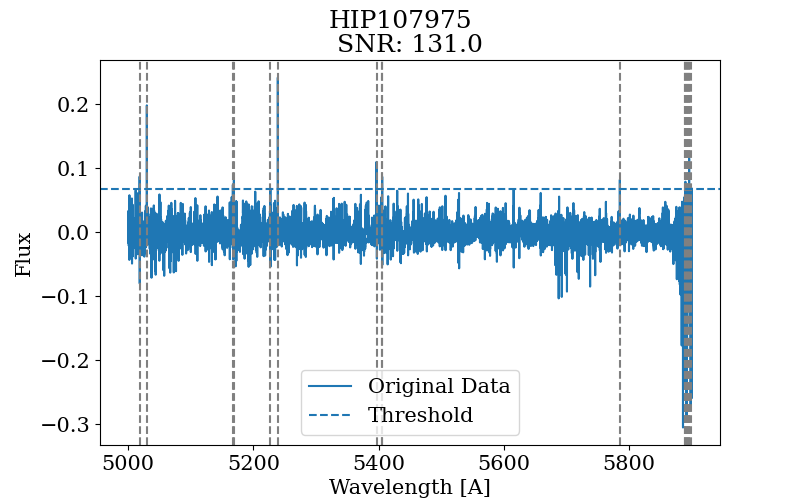 HIP107975
SNR: 131.0
Flux
0.2
0.1
0.0
−0.1
−0.2
−0.3
Original Data
Threshold
5000 5200 5400 5600 5800
Wavelength [A]